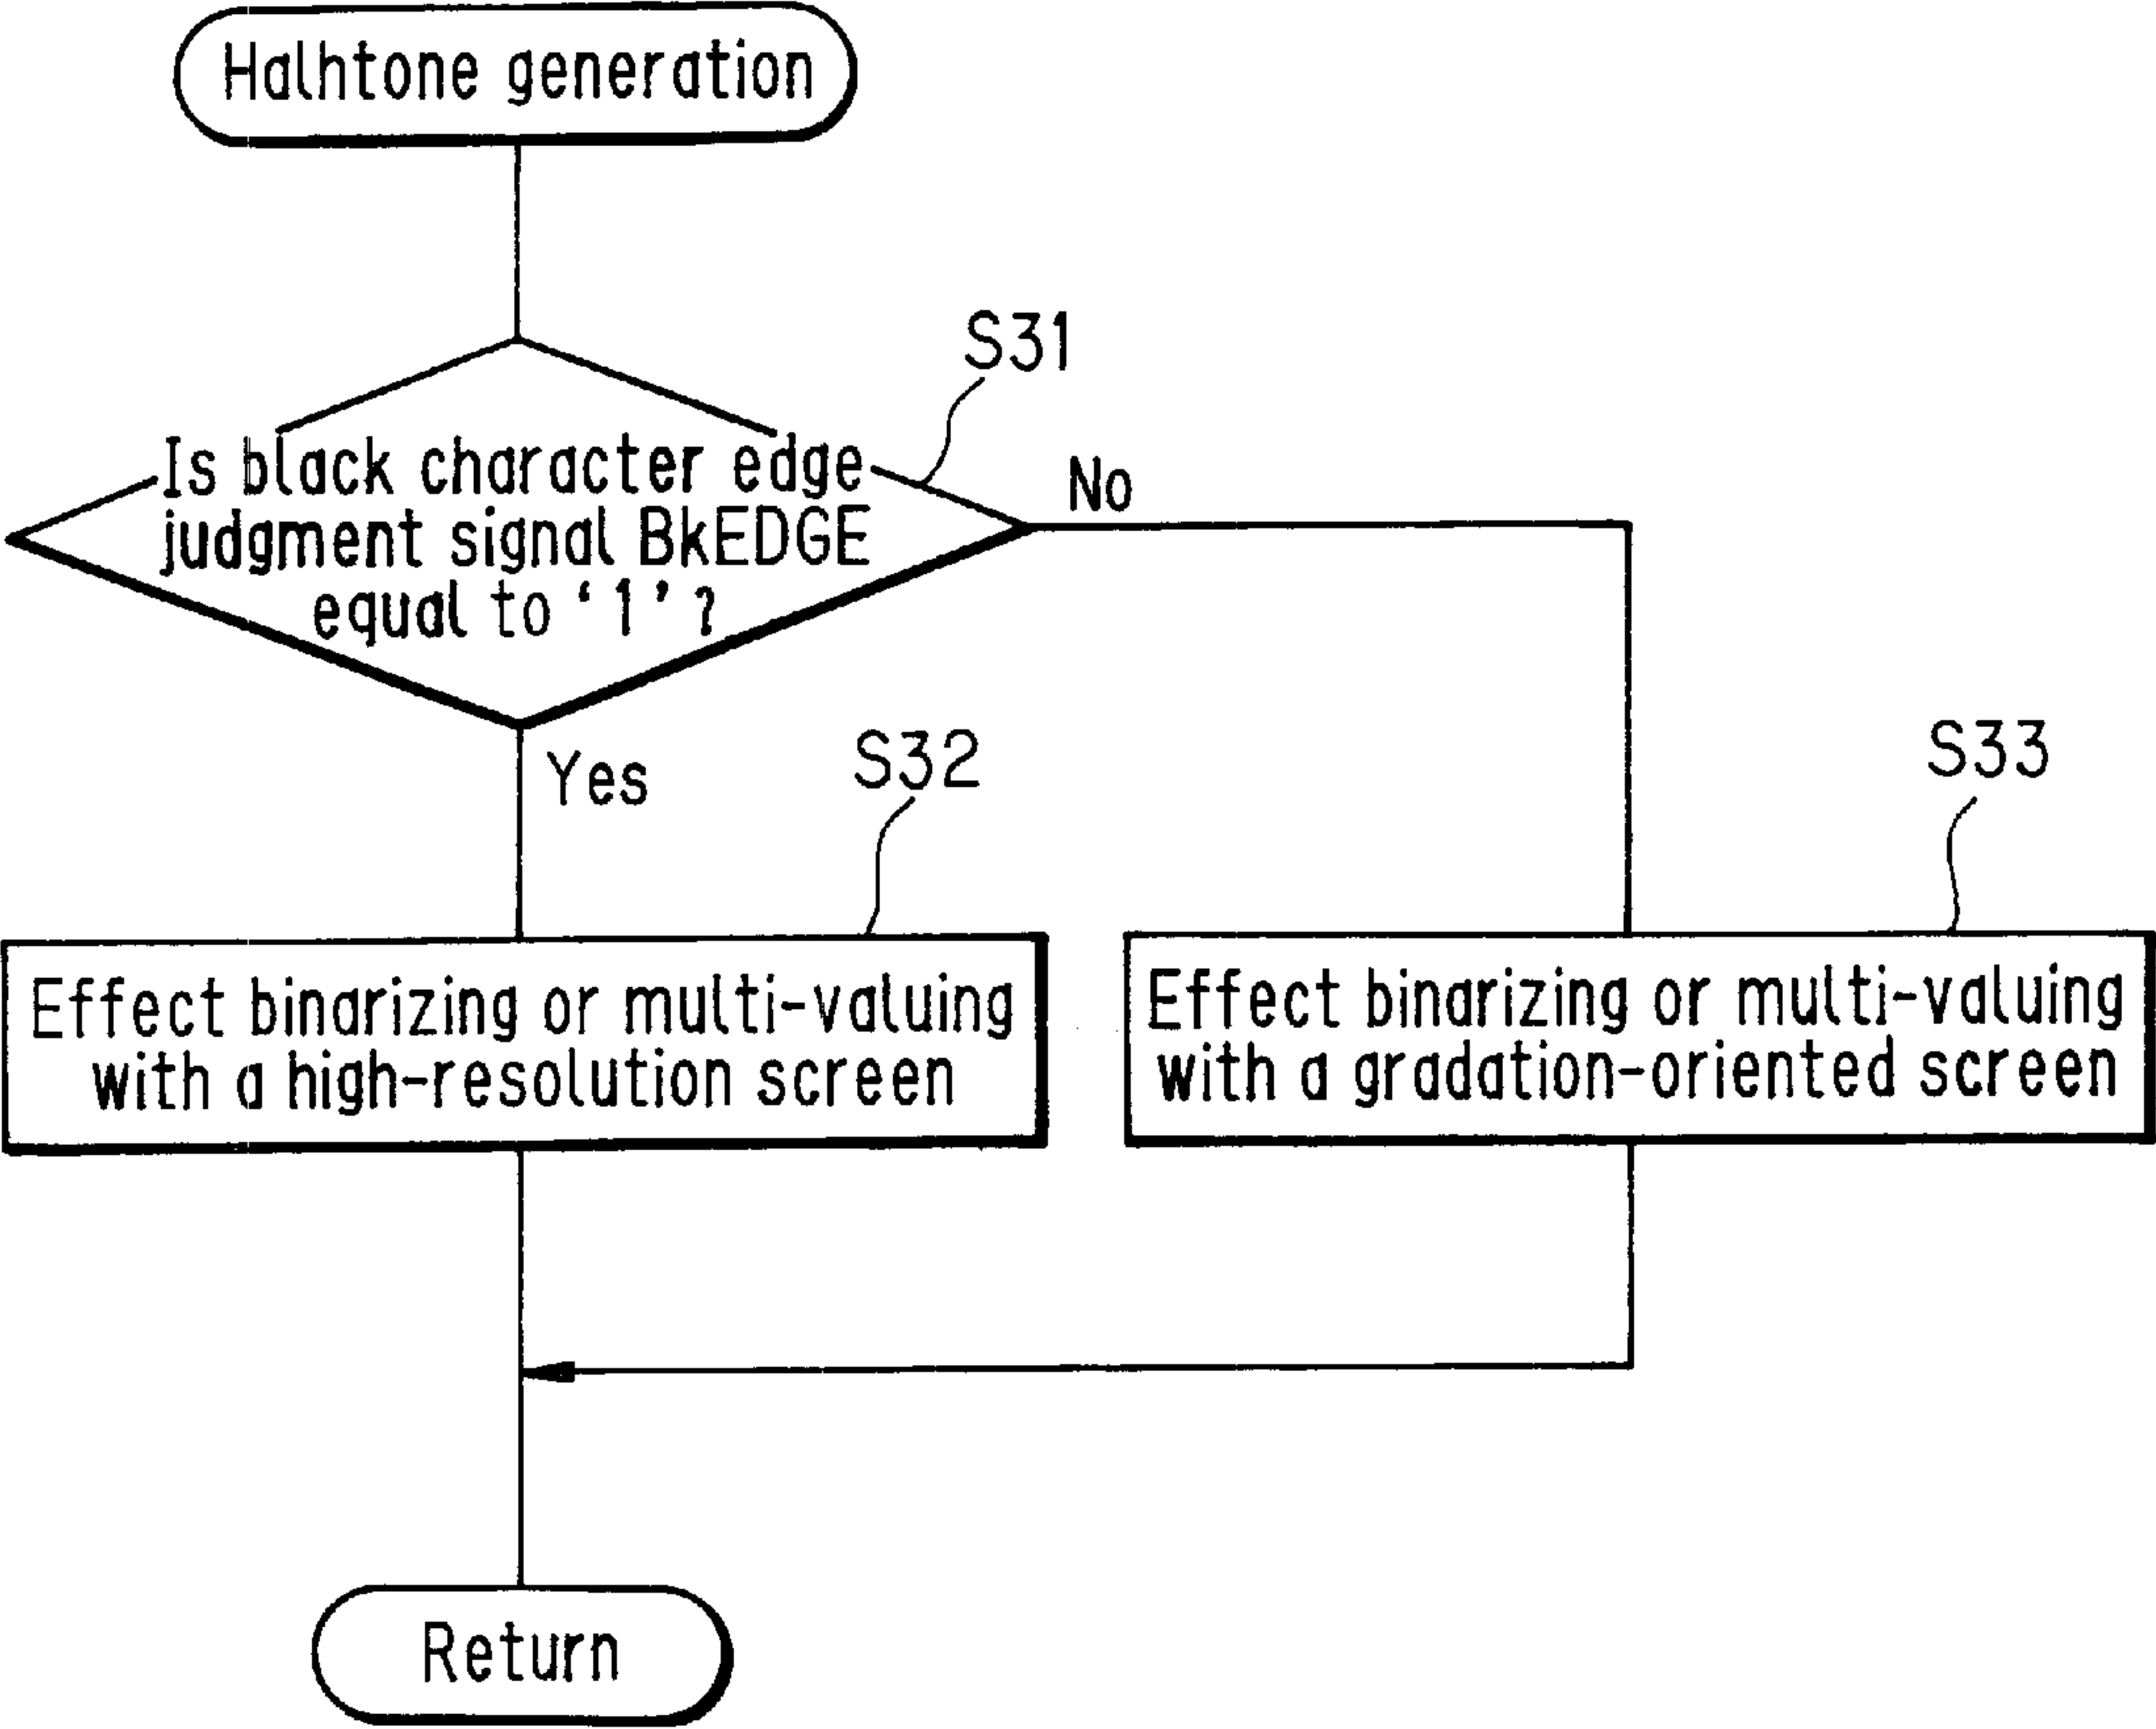 Halhtone generation
S31
Is black character edge
judgment signal BkEDGE
equal to ‘1’?
No
Yes
S32
S33
Effect binarizing or multi-valuing
with a high-resolution screen
Effect binarizing or multi-valuing
with a gradation-oriented screen
Return